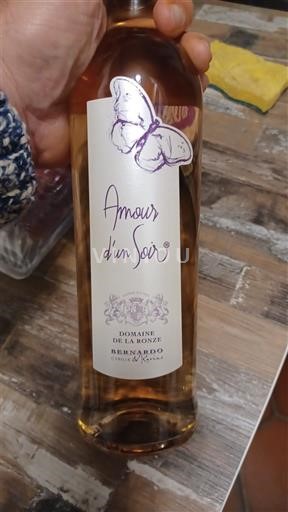 Amour
d'un Soir®
DOMAINE
DE LA RONZE
BERNARDO